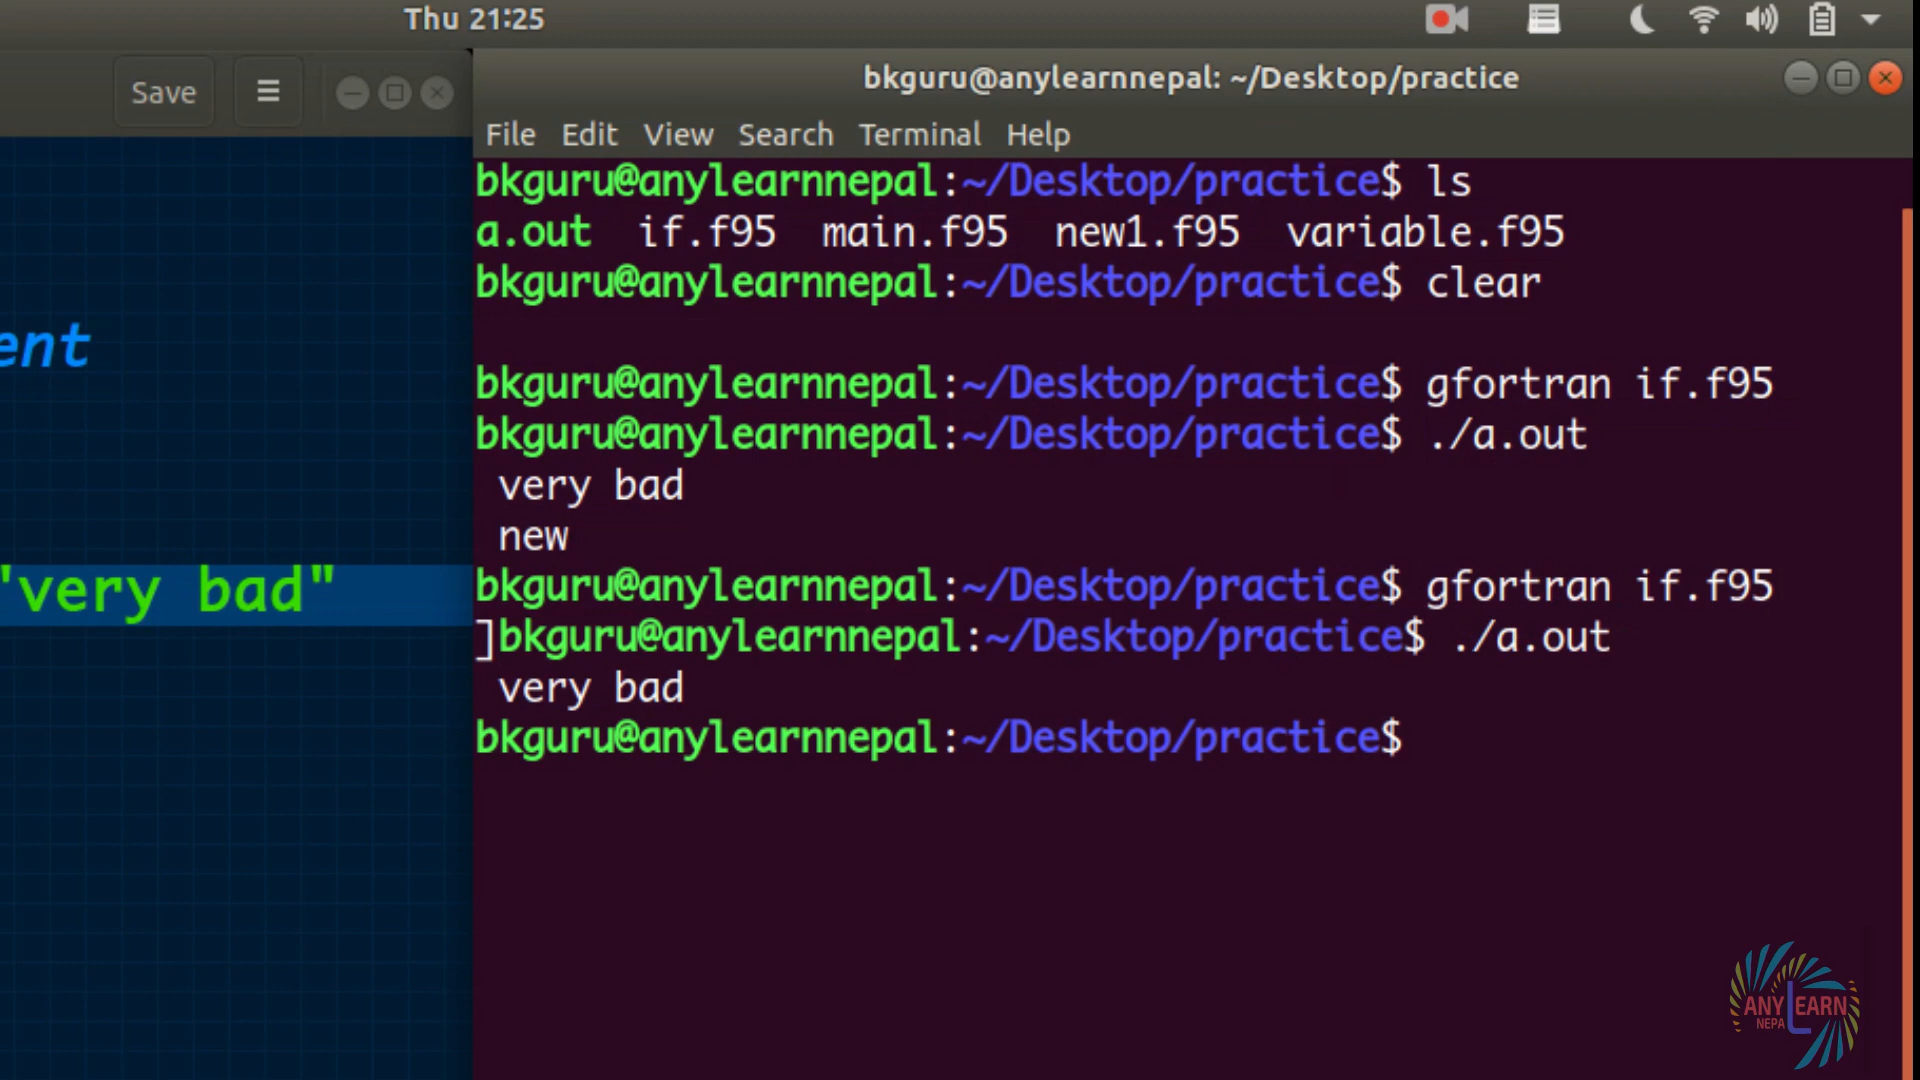 Thu 21:25
Save
bkguru@anylearnnepal: ~/Desktop/practice
File Edit View Search Terminal Help
bkguru@anylearnnepal:~/Desktop/practice$ ls
a.out if.f95 main.f95 new1.f95 variable.f95
bkguru@anylearnnepal:~/Desktop/practice$ clear
ent
bkguru@anylearnnepal:~/Desktop/practice$ gfortran if.f95
bkguru@anylearnnepal:~/Desktop/practice$ ./a.out
very bad
new
"very bad"
bkguru@anylearnnepal:~/Desktop/practice$ gfortran if.f95
]bkguru@anylearnnepal:~/Desktop/practice$ ./a.out
very bad
bkguru@anylearnnepal:~/Desktop/practice$
ANY LEARN
NEPAL